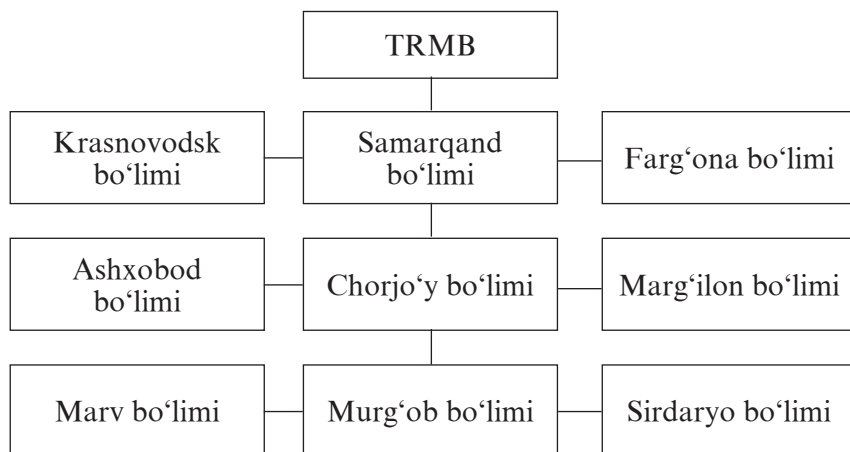 TRMB
Krasnovodsk
bo‘limi
Samarqand
bo‘limi
Farg‘ona bo‘limi
Ashxobod
bo‘limi
Chorjo‘y bo‘limi
Marg‘ilon bo‘limi
Marv bo‘limi
Murg‘ob bo‘limi
Sirdaryo bo‘limi